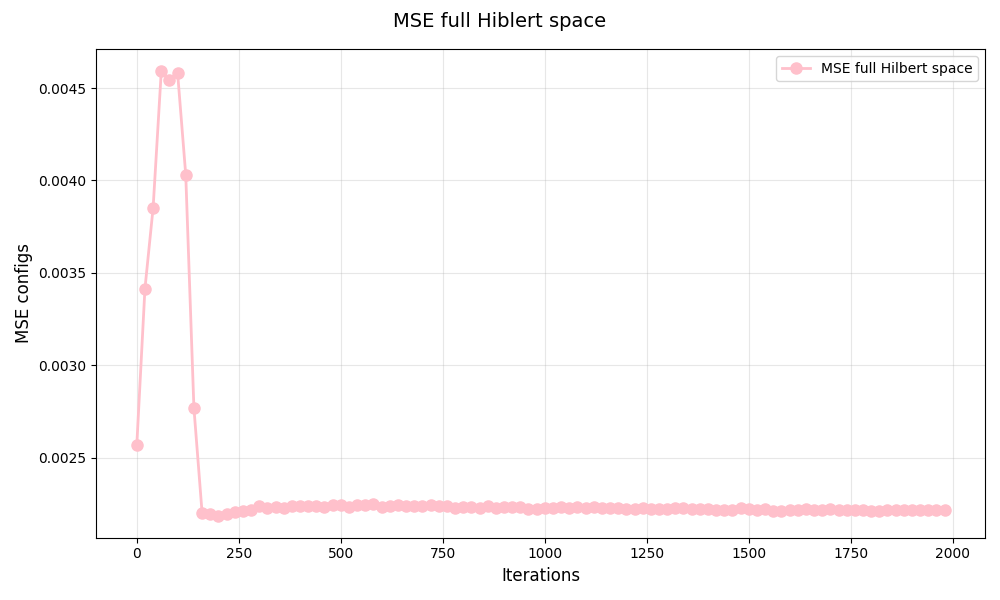 MSE full Hiblert space
MSE full Hilbert space
MSE configs
0.0045
0.0040
0.0035
0.0030
0.0025
0 250 500 750 1000 1250 1500 1750 2000
Iterations